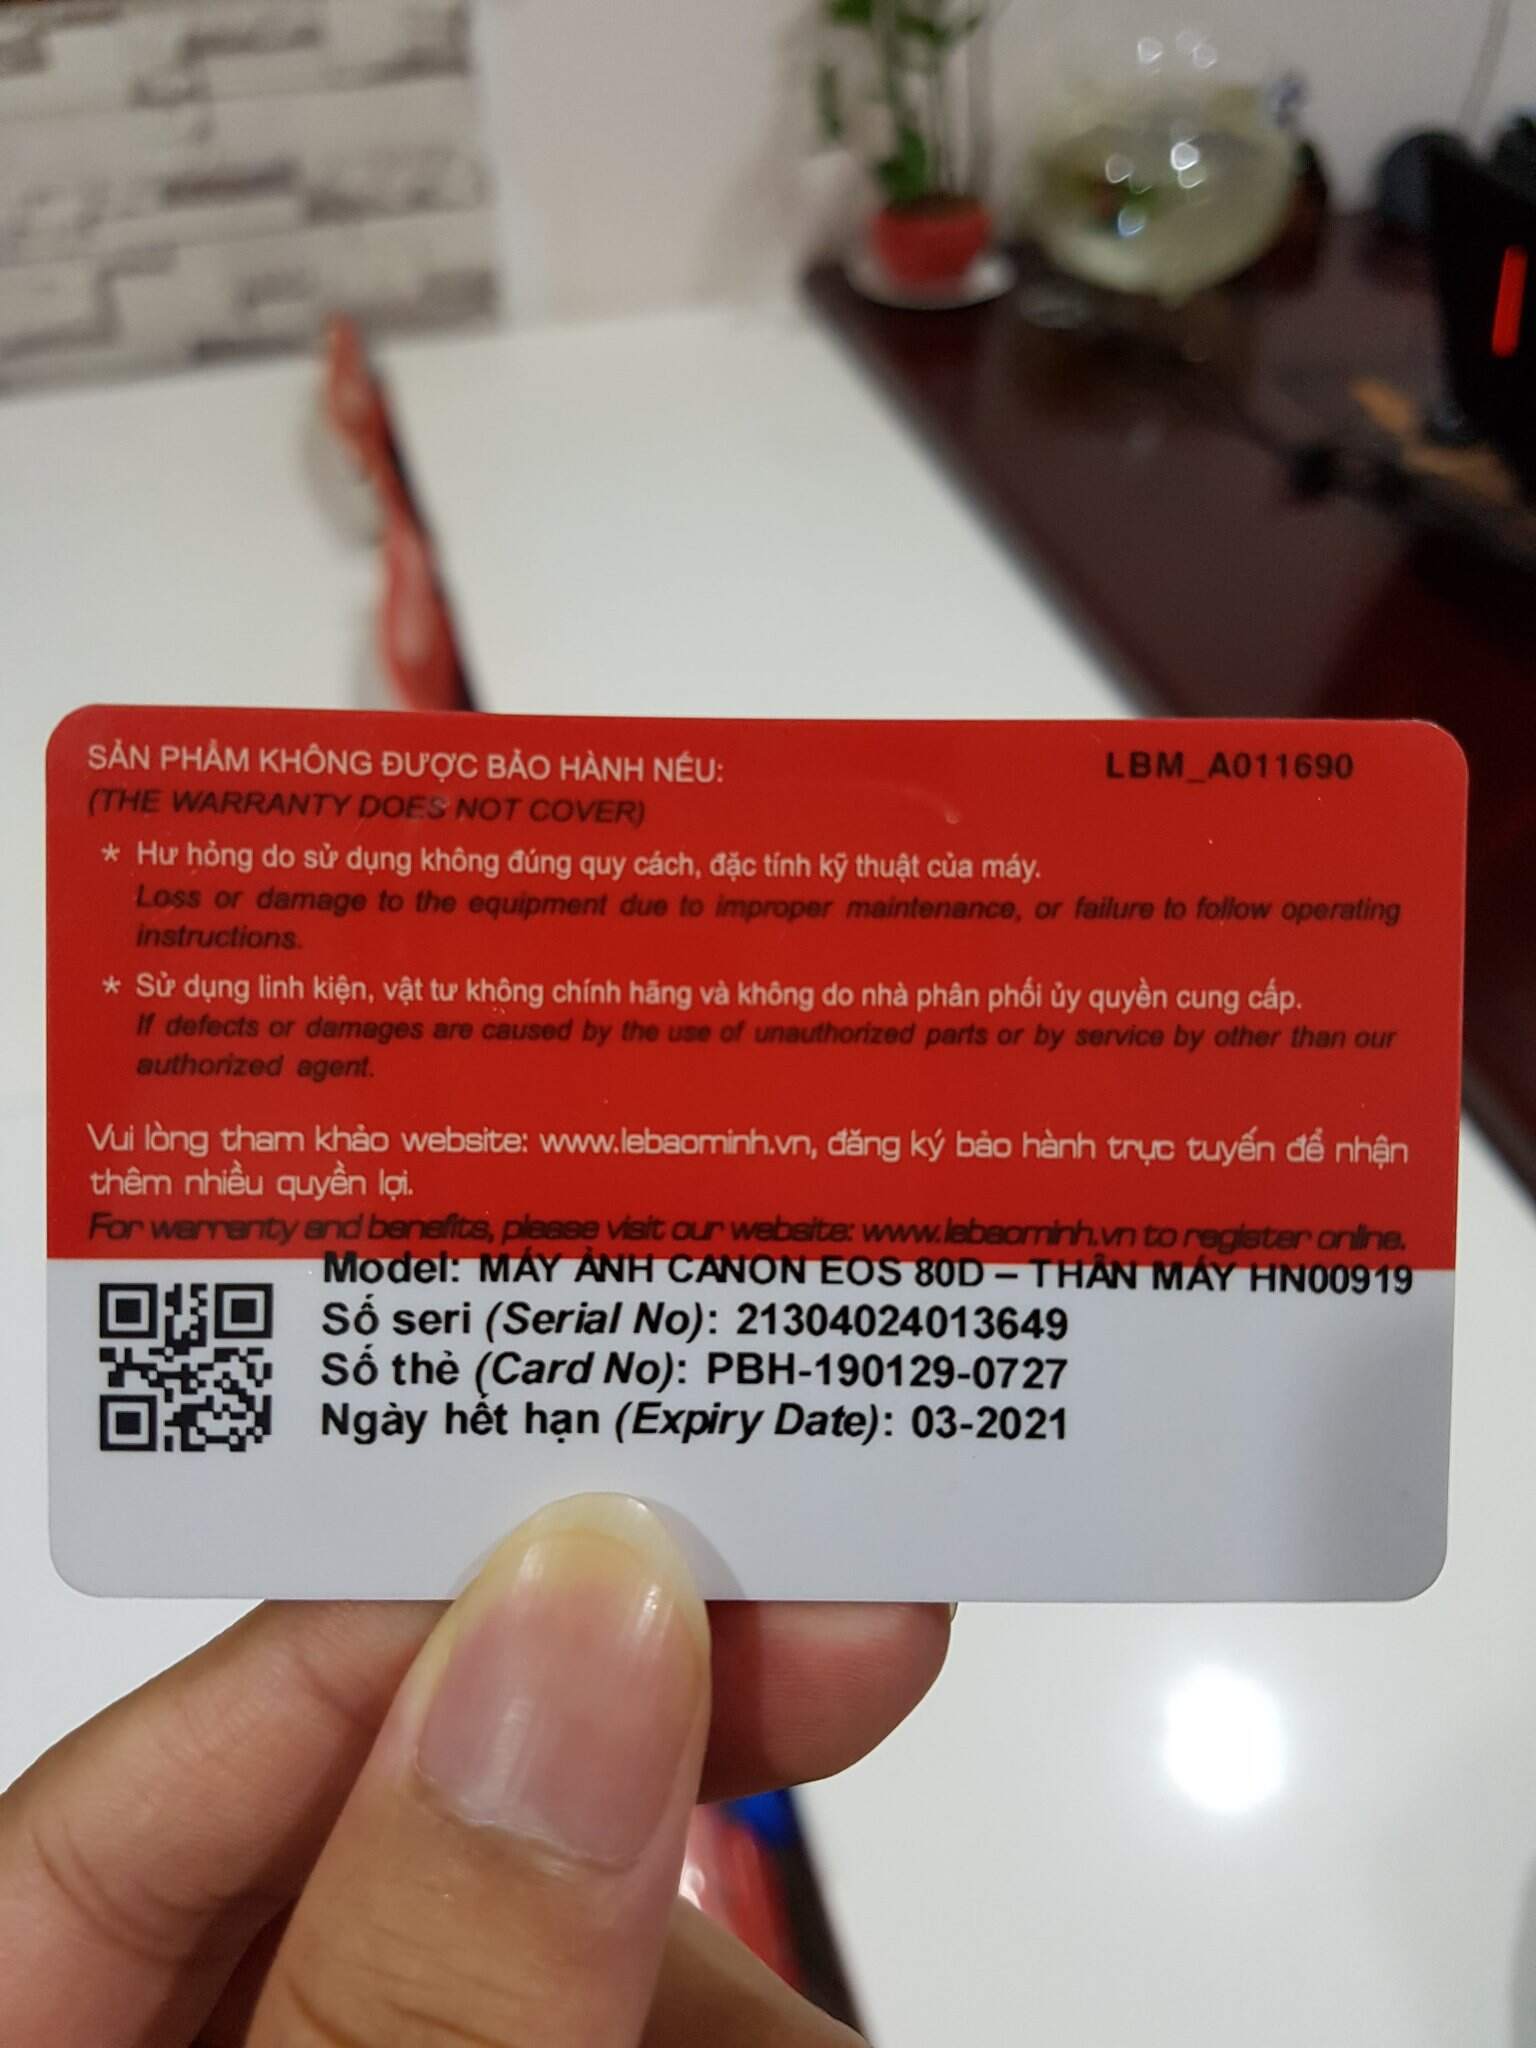 SẢN PHẨM KHÔNG ĐƯỢC BẢO HÀNH NẾU:
LBM_A011690
(THE WARRANTY DOES NOT COVER)
* Hư hỏng do sử dụng không đúng quy cách, đặc tính kỹ thuật của máy.
Loss or damage to the equipment due to improper maintenance, or failure to follow operating
instructions.
* Sử dụng linh kiện, vật tư không chính hãng và không do nhà phân phối ủy quyền cung cấp.
If defects or damages are caused by the use of unauthorized parts or by service by other than our
authorized agent.
Vui lòng tham khảo website: www.lebaominh.vn, đăng ký bảo hành trực tuyến để nhận
thêm nhiều quyền lợi.
For warranty and benefits, please visit our website: www.lebaominh.vn to register online.
Model: MÁY ẢNH CANON EOS 80D – THÂN MÁY HN00919
Số seri (Serial No): 21304024013649
Số thẻ (Card No): PBH-190129-0727
Ngày hết hạn (Expiry Date): 03-2021